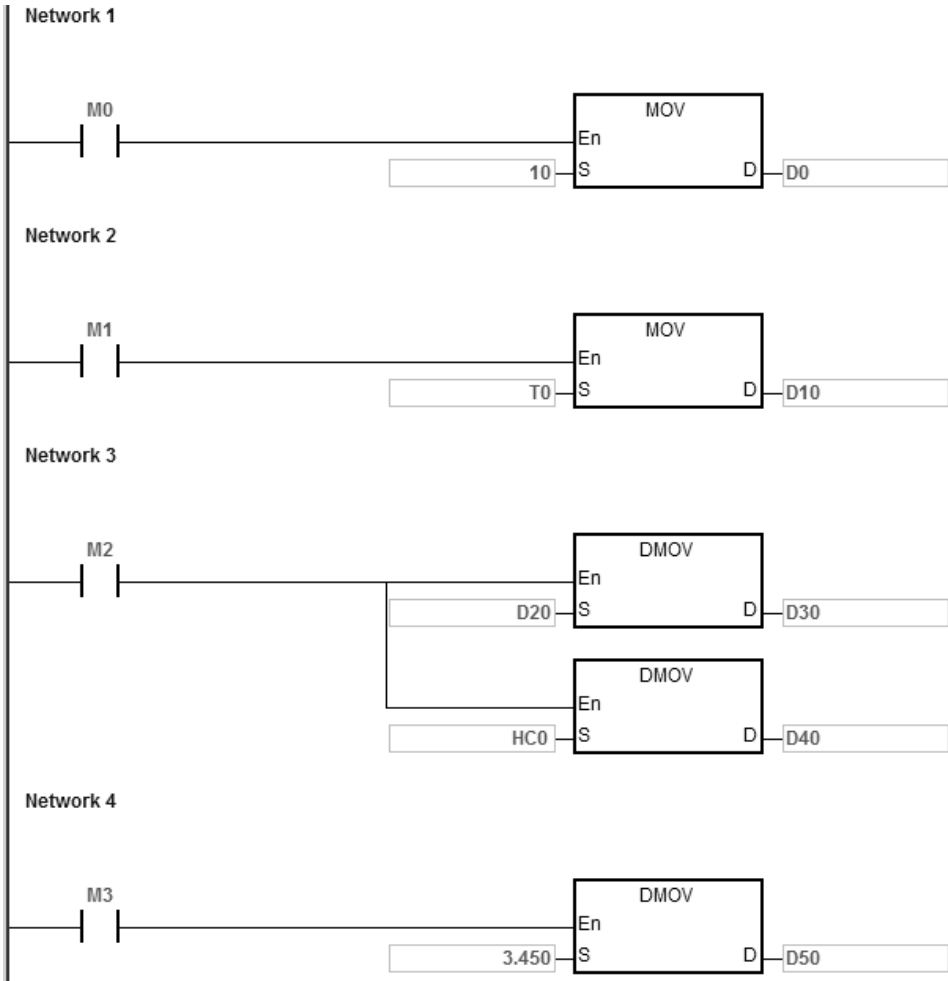 Network 1
M0
MOV
En
10 S D D0
Network 2
M1
MOV
En
T0 S D D10
Network 3
M2
DMOV
En
D20 S D D30
DMOV
En
HC0 S D D40
Network 4
M3
DMOV
En
3.450 S D D50